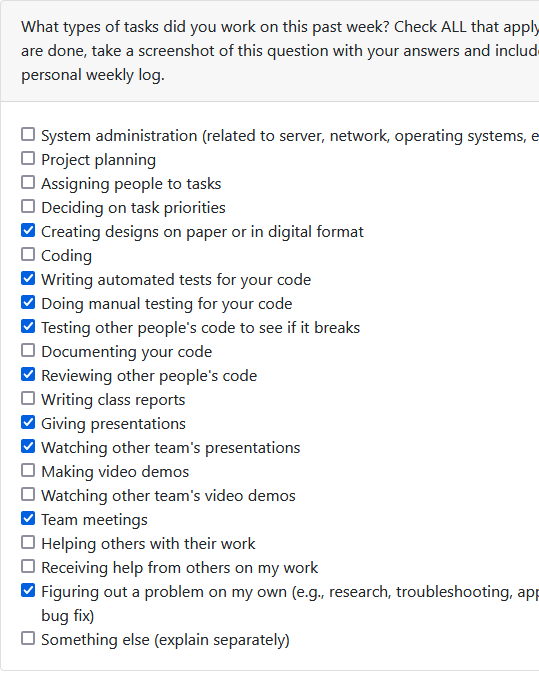 What types of tasks did you work on this past week? Check ALL that apply
are done, take a screenshot of this question with your answers and
personal weekly log.
System administration (related to server, network, operating systems,
Project planning
Assigning people to tasks
Deciding on task priorities
Creating designs on paper or in digital format
Coding
Writing automated tests for your code
Doing manual testing for your code
Testing other people's code to see if it breaks
Documenting your code
Reviewing other people's code
Writing class reports
Giving presentations
Watching other team's presentations
Making video demos
Watching other team's video demos
Team meetings
Helping others with their work
Receiving help from others on my work
Figuring out a problem on my own (e.g., research, troubleshooting,
bug fix)
Something else (explain separately)